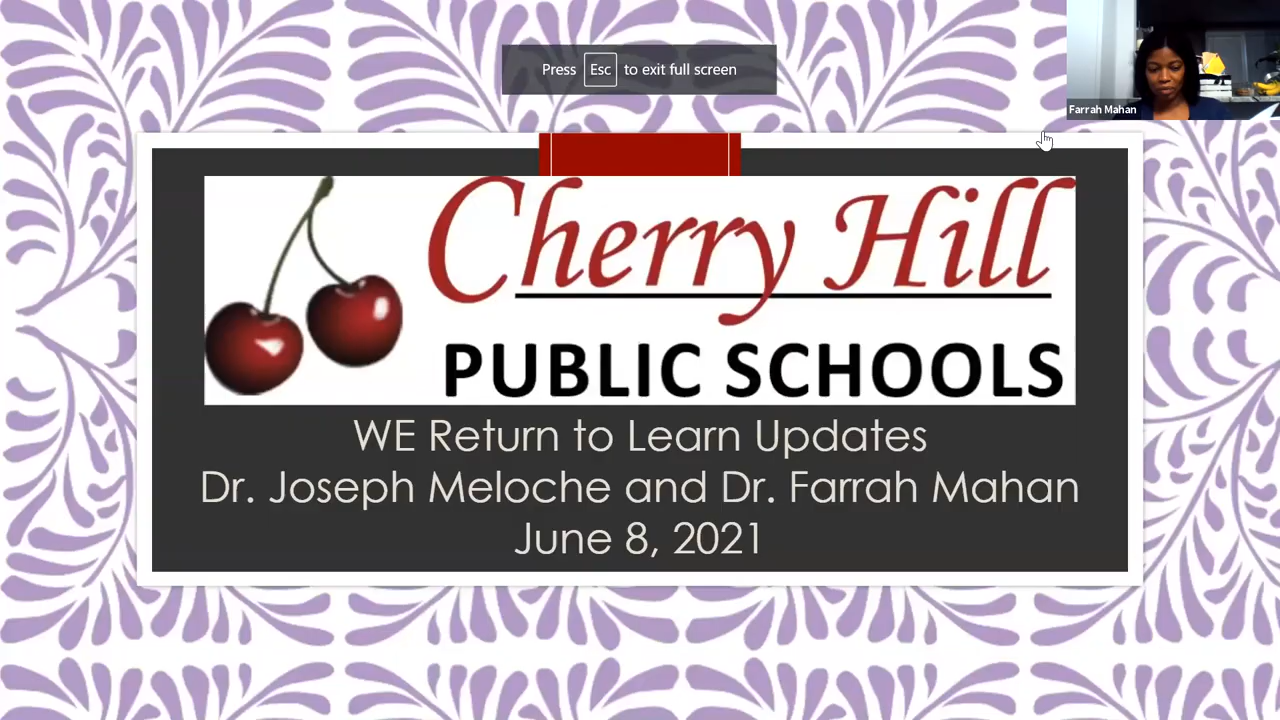 Press Esc to exit full screen
Farrah Mahan
Cherry Hill
PUBLIC SCHOOLS
WE Return to Learn Updates
Dr. Joseph Meloche and Dr. Farrah Mahan
June 8, 2021